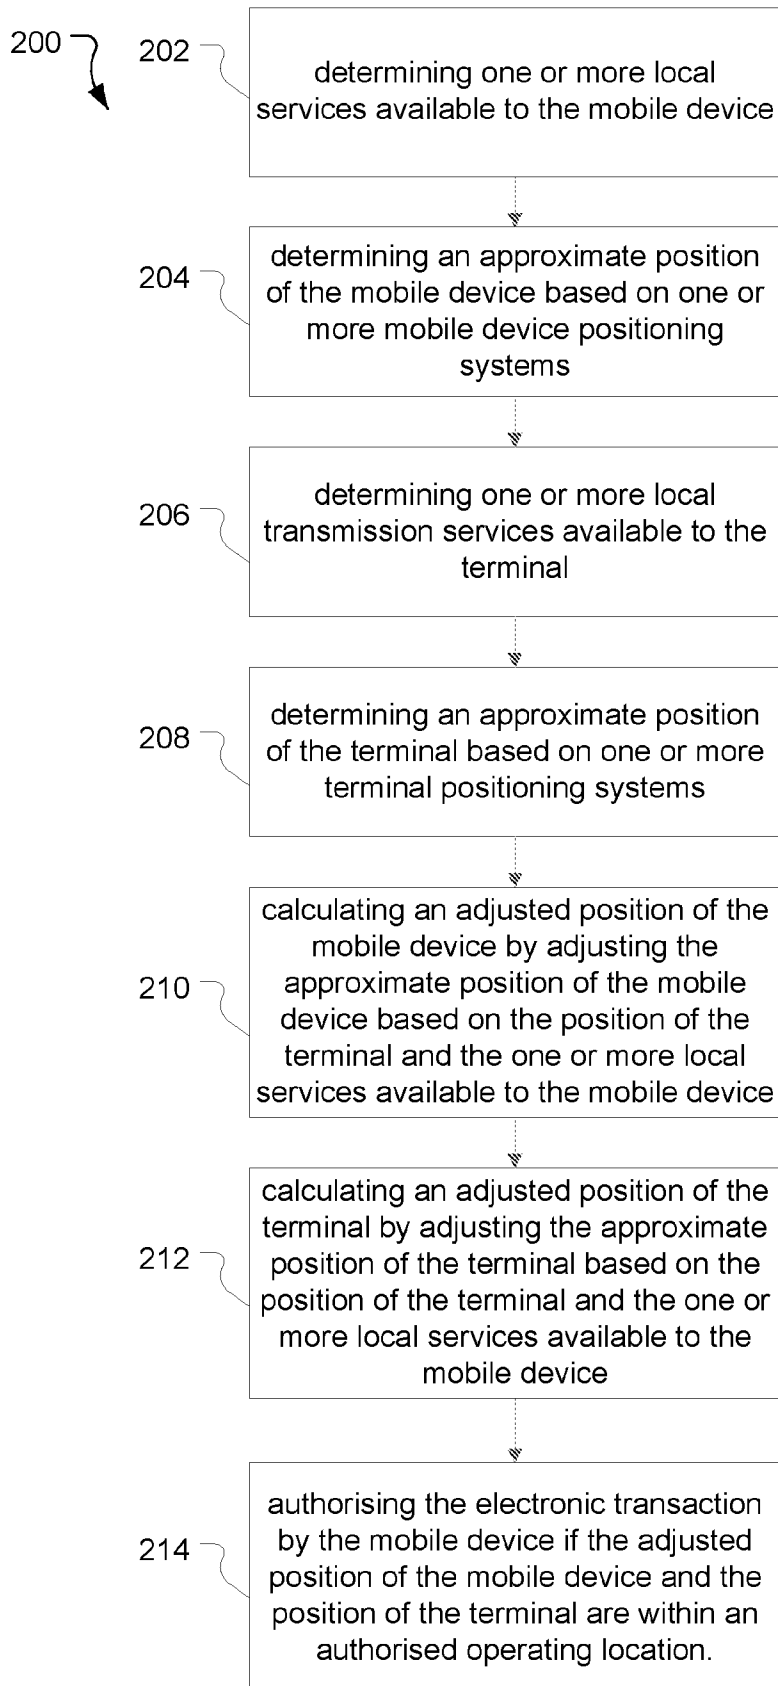 200
202
determining one or more local
services available to the mobile device
204
determining an approximate position
of the mobile device based on one or
more mobile device positioning
systems
206
determining one or more local
transmission services available to the
terminal
208
determining an approximate position
of the terminal based on one or more
terminal positioning systems
210
calculating an adjusted position of the
mobile device by adjusting the
approximate position of the mobile
device based on the position of the
terminal and the one or more local
services available to the mobile device
212
calculating an adjusted position of the
terminal by adjusting the approximate
position of the terminal based on the
position of the terminal and the one or
more local services available to the
mobile device
214
authorising the electronic transaction
by the mobile device if the adjusted
position of the mobile device and the
position of the terminal are within an
authorised operating location.